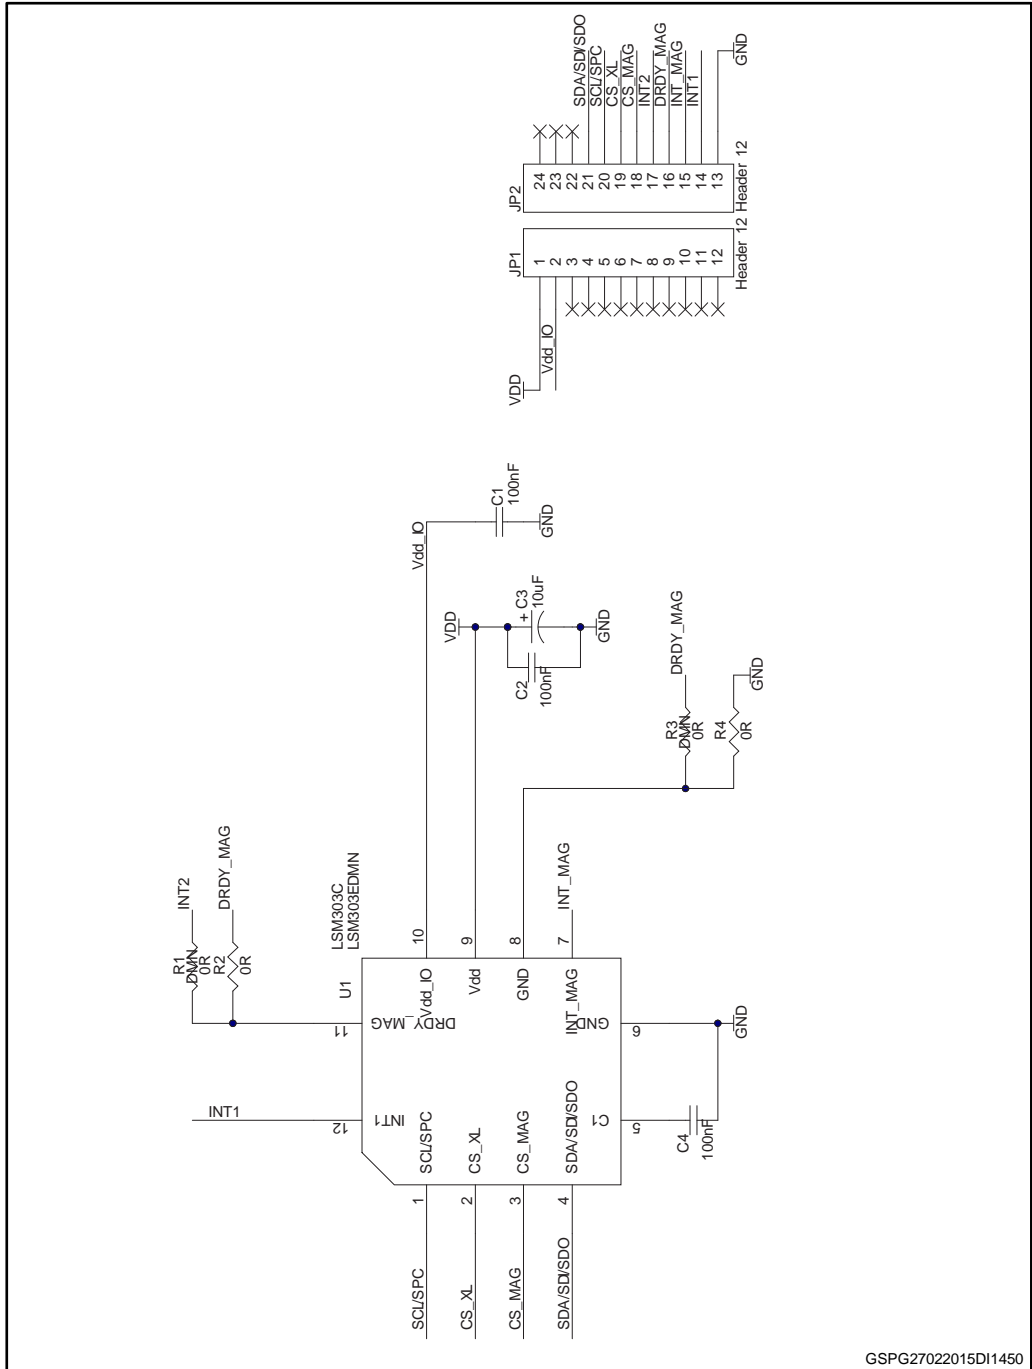 JP2
24
23
22
21
20
19
18
17
16
15
14
13
Header 12
SDA/SDI/SDO
SCL/SPC
CS_XL
CS_MAG
INT2
DRDY_MAG
INT_MAG
INT1
GND
JP1
1
2
3
4
5
6
7
8
9
10
11
12
Header 12
VDD
Vdd_IO
Vdd_IO
C1
100nF
GND
VDD
+
C3
10uF
C2
100nF
GND
DRDY_MAG
R3
DMN
0R
R4
0R
GND
INT2
DRDY_MAG
R1
DMN
0R
R2
0R
LSM303C
LSM303EDMN
U1
10
9
8
7
INT_MAG
Vdd_IO
Vdd
GND
INT_MAG
11
DRDY_MAG
12
INT1
INT1
6
GND
GND
5
C1
C4
100nF
SCL/SPC
CS_XL
CS_MAG
SDA/SDI/SDO
1
2
3
4
SCL/SPC
CS_XL
CS_MAG
SDA/SDI/SDO
GSPG27022015DI1450